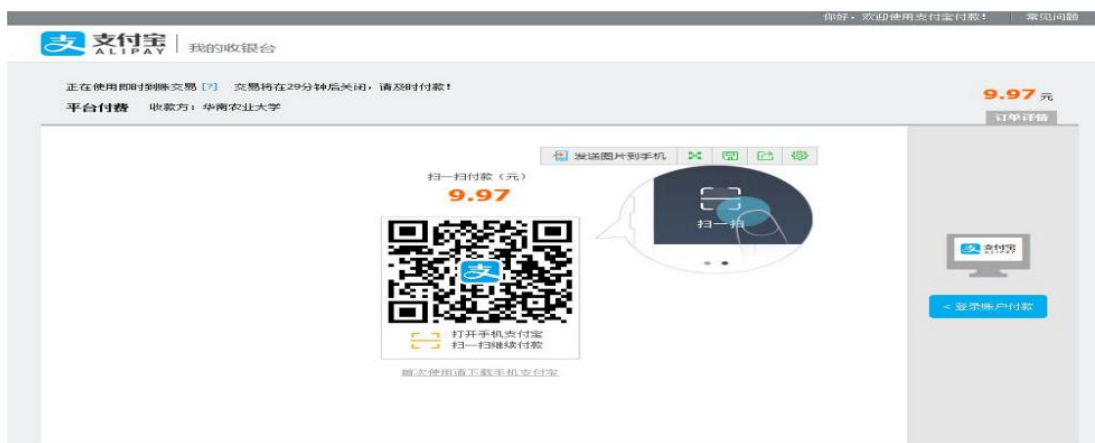 你好，欢迎使用支付宝付款！ 常见问题
支 支付宝 我的收银台
ALIPAY
正在使用即时到账交易 [?] 交易将在29分钟后关闭，请及时付款！
9.97 元
平台付费 收款方：华南农业大学
订单详情
发送图片到手机
扫一扫付款（元）
9.97
扫一扫
支
支 支付宝
ALIPAY
< 登录账户付款
打开手机支付宝
扫一扫继续付款
首次使用请下载手机支付宝